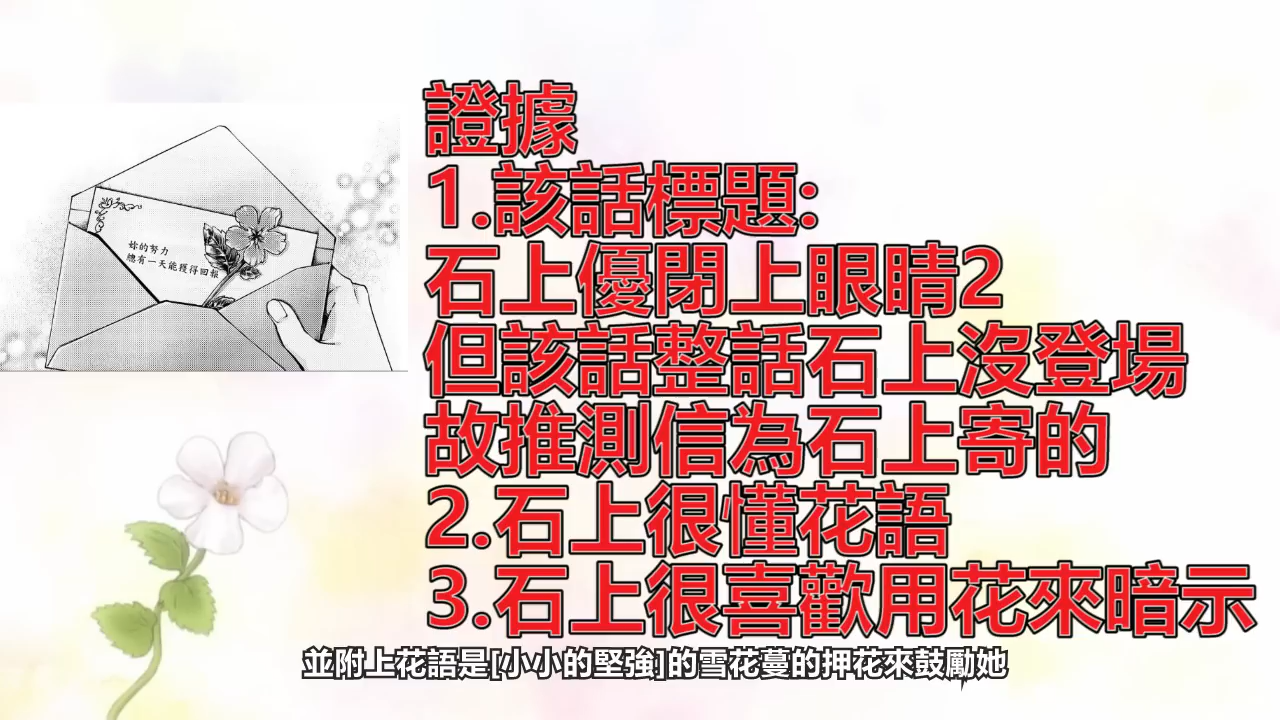 證據
1.該話標題:
石上優閉上眼睛2
但該話整話石上沒登場
故推測信為石上寄的
2.石上很懂花語
3.石上很喜歡用花來暗示
妳的努力
總有一天能獲得回報
並附上花語是[小小的堅強]的雪花蔓的押花來鼓勵她